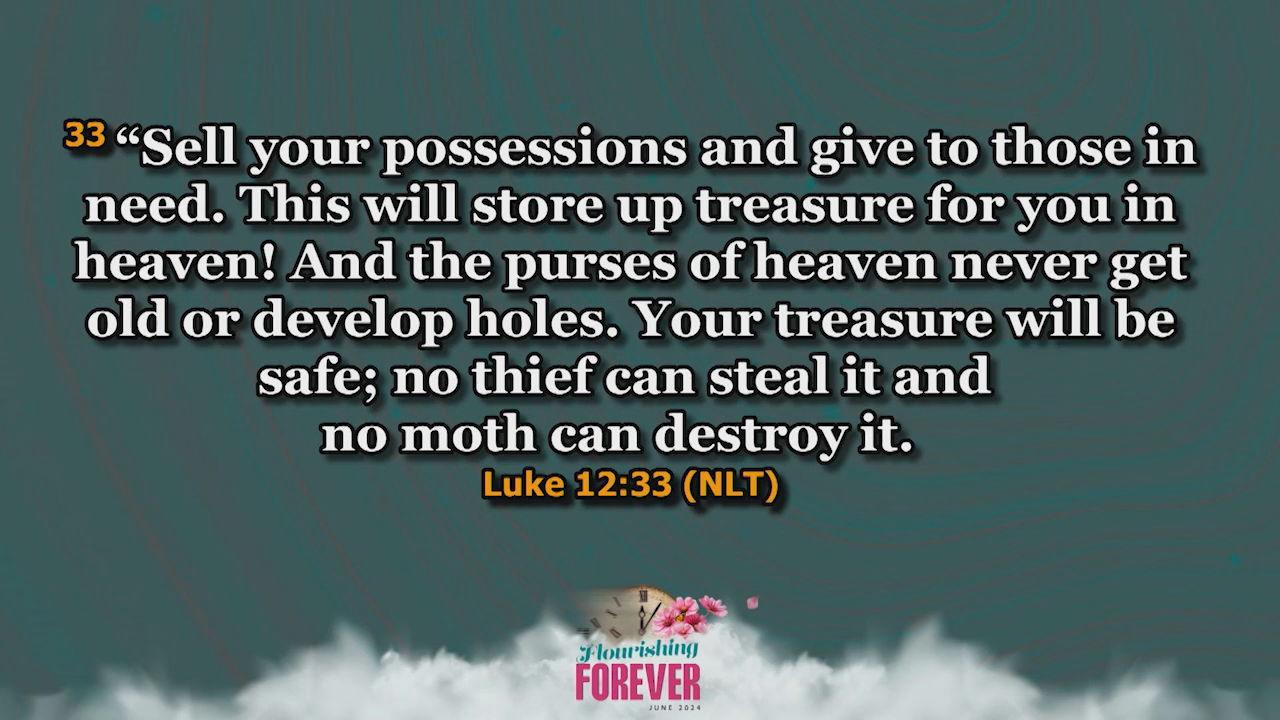 33 “Sell your possessions and give to those in
need. This will store up treasure for you in
heaven! And the purses of heaven never get
old or develop holes. Your treasure will be
safe; no thief can steal it and
no moth can destroy it.
Luke 12:33 (NLT)
XII
Flourishing
FOREVER
JUNE 2024